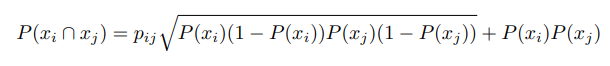 P(x_i ∩ x_j) = p_{ij} √(P(x_i)(1 − P(x_i))P(x_j)(1 − P(x_j))) + P(x_i)P(x_j)